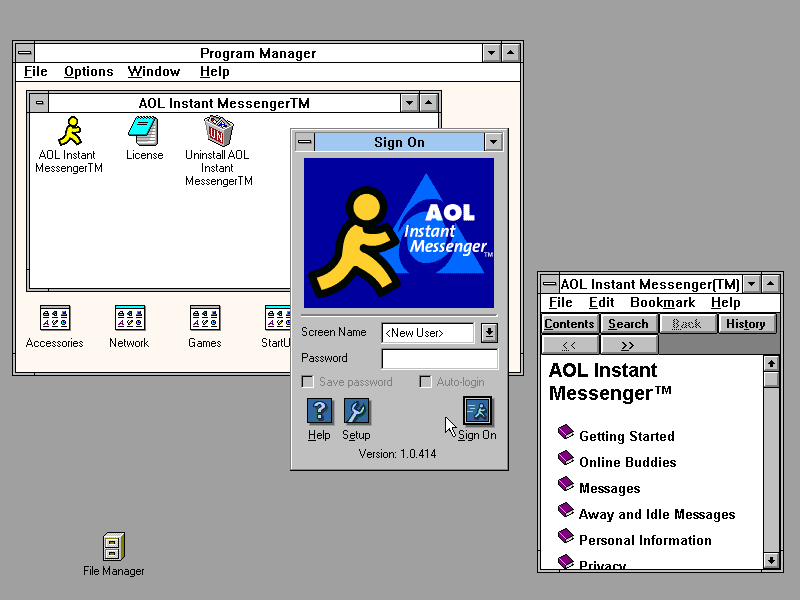 Program Manager
File Options Window Help
AOL Instant MessengerTM
AOL Instant
MessengerTM
License
Uninstall AOL
Instant
MessengerTM
Accessories
Network
Games
StartU
File Manager
Sign On
AOL
Instant
Messenger
TM
Screen Name
<New User>
Password
Save password
Auto-login
Help
Setup
Sign On
Version: 1.0.414
AOL Instant Messenger(TM)
File Edit Bookmark Help
Contents Search Back History
<< >>
AOL Instant
Messenger™
Getting Started
Online Buddies
Messages
Away and Idle Messages
Personal Information
Privacy